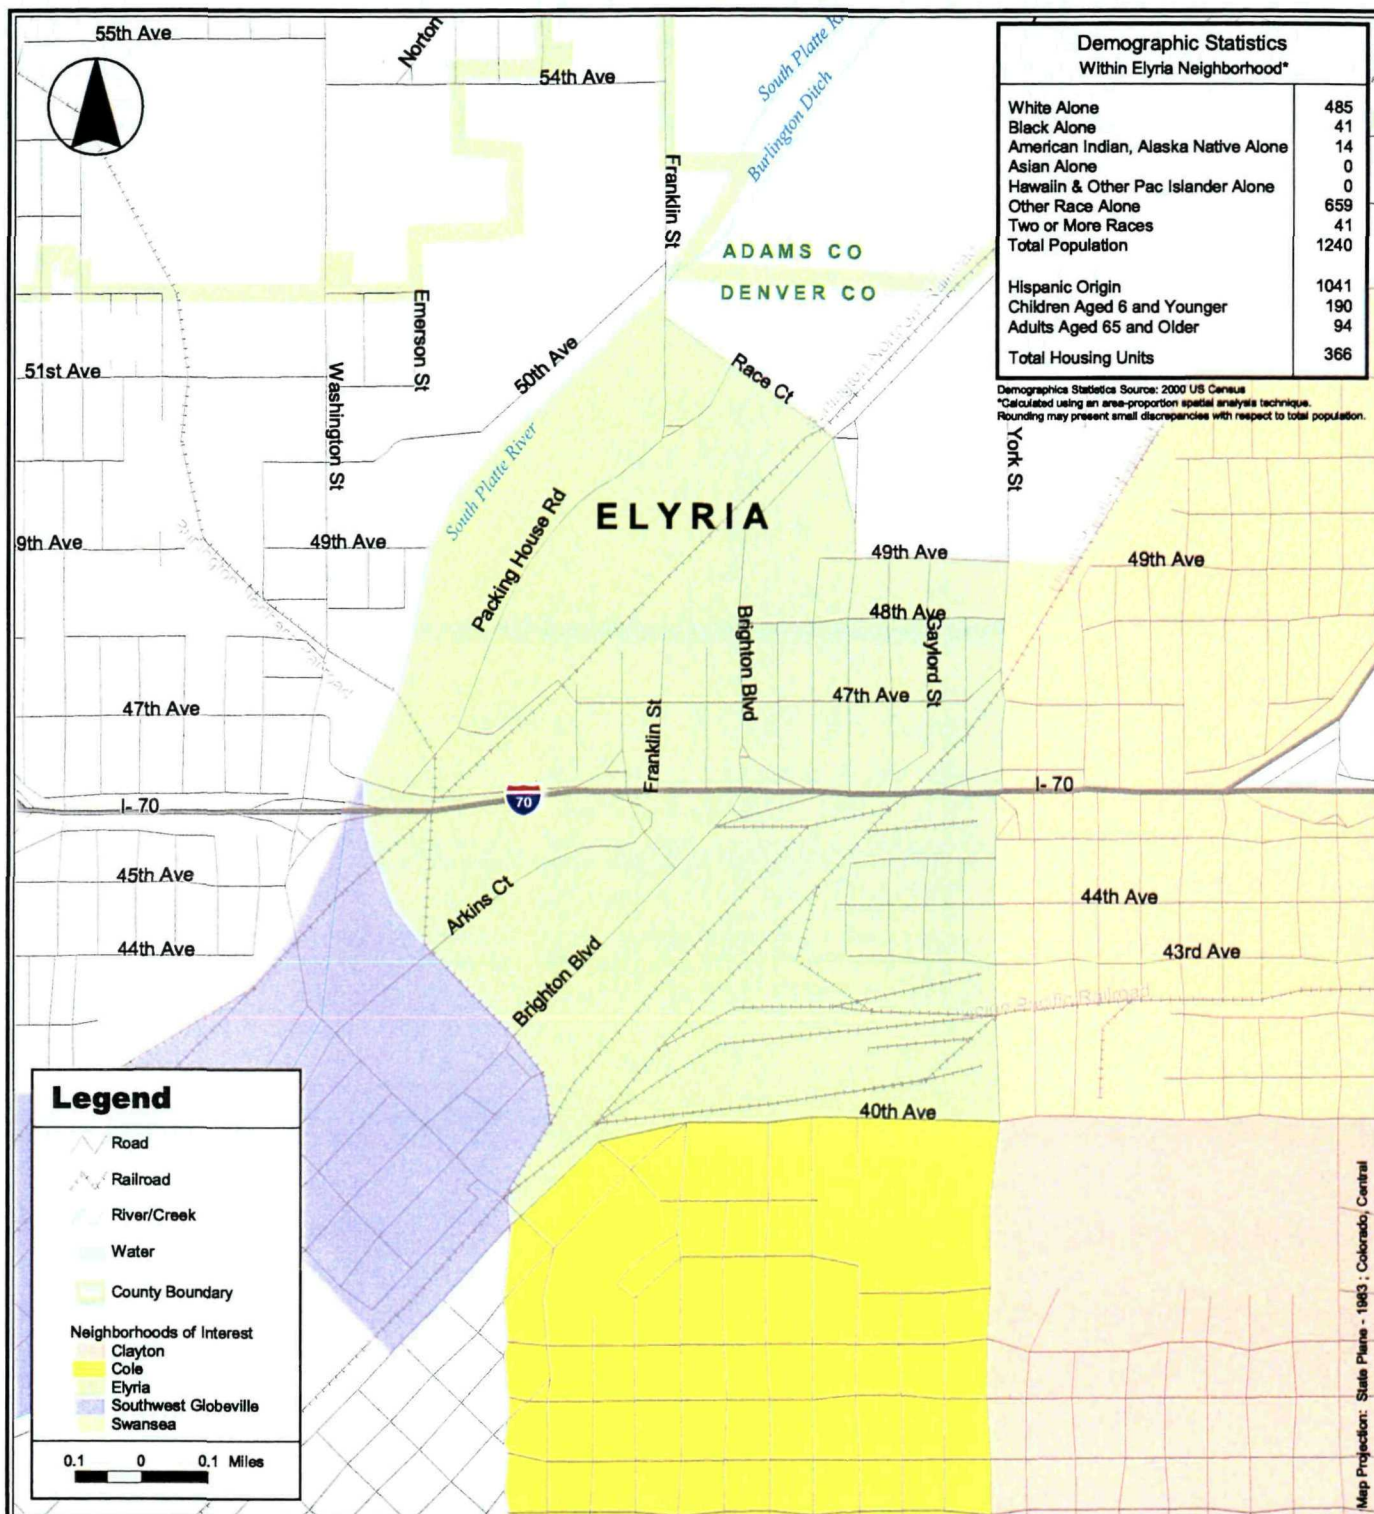 55th Ave
Norton
54th Ave
South Platte
Burlington Ditch
Franklin St
ADAMS CO
DENVER CO
Demographic Statistics
Within Elyria Neighborhood*
White Alone 485
Black Alone 41
American Indian, Alaska Native Alone 14
Asian Alone 0
Hawaiin & Other Pac Islander Alone 0
Other Race Alone 659
Two or More Races 41
Total Population 1240
Hispanic Origin 1041
Children Aged 6 and Younger 190
Adults Aged 65 and Older 94
Total Housing Units 366
Demographics Statistics Source: 2000 US Census
*Calculated using an area-proportion spatial analysis technique.
Rounding may present small discrepancies with respect to total population.
51st Ave
Washington St
Emerson St
50th Ave
Race Ct
York St
South Platte River
Packing House Rd
ELYRIA
9th Ave
49th Ave
49th Ave
49th Ave
48th Ave
Brighton Blvd
Gaylord St
47th Ave
47th Ave
Franklin St
I- 70
70
I- 70
45th Ave
44th Ave
Arkins Ct
Brighton Blvd
44th Ave
43rd Ave
Pacific Railroad
40th Ave
Legend
Road
Railroad
River/Creek
Water
County Boundary
Neighborhoods of Interest
Clayton
Cole
Elyria
Southwest Globeville
Swansea
0.1 0 0.1 Miles
Map Projection: State Plane - 1983 ; Colorado, Central